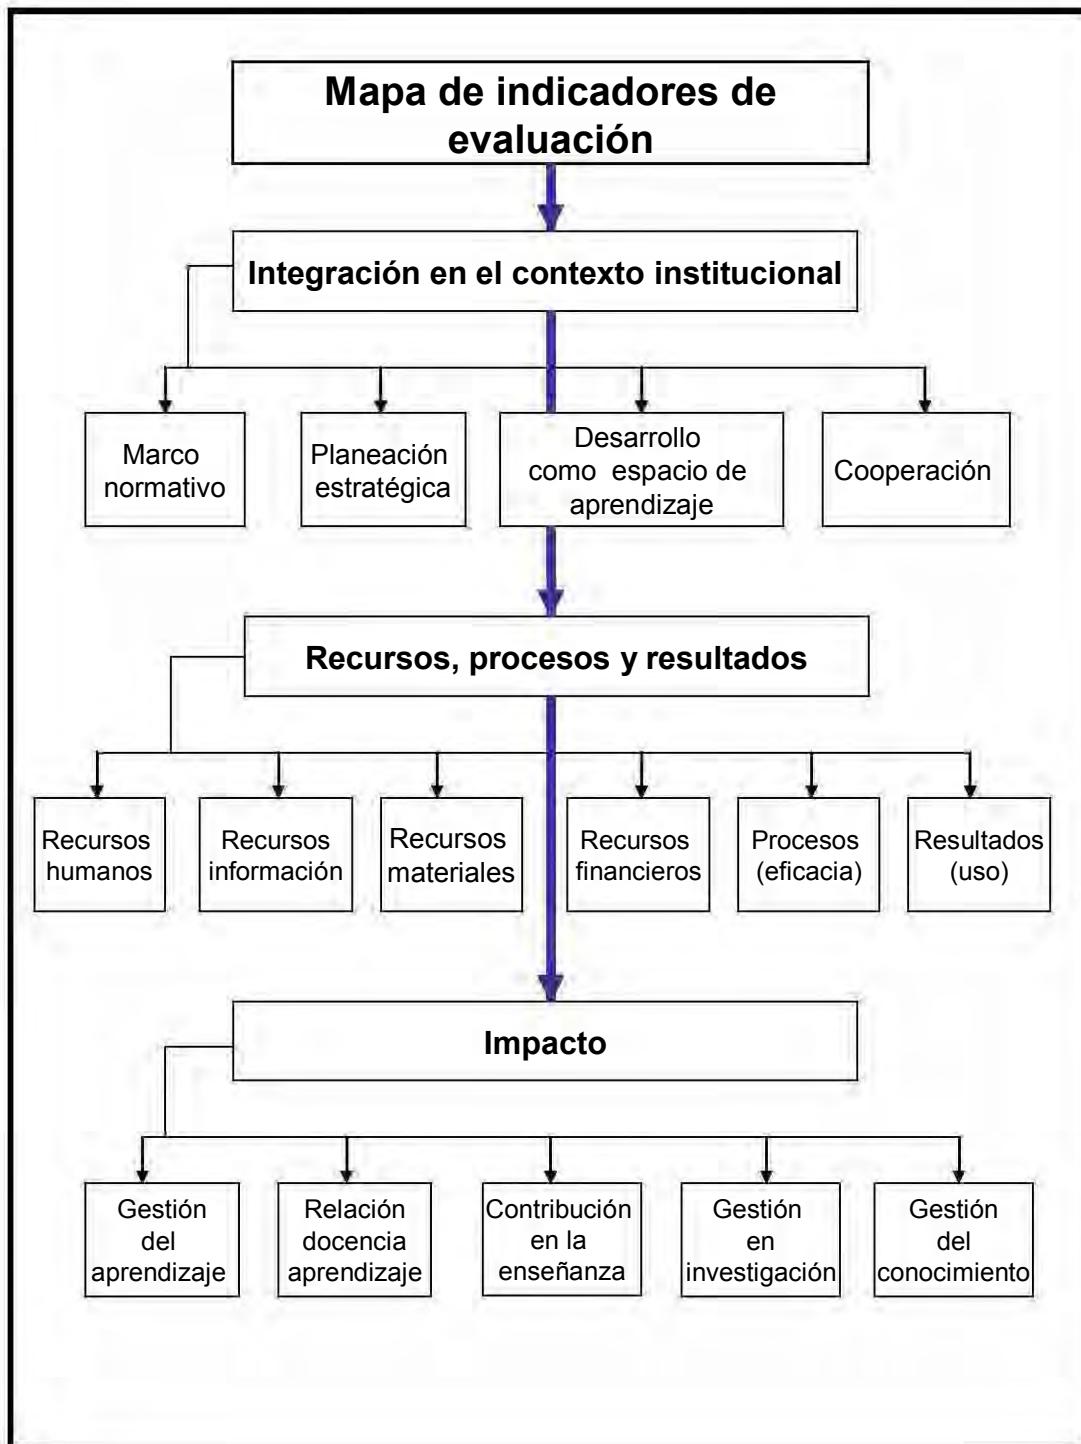 Mapa de indicadores de
evaluación
Integración en el contexto institucional
Marco
normativo
Planeación
estratégica
Desarrollo
como espacio de
aprendizaje
Cooperación
Recursos, procesos y resultados
Recursos
humanos
Recursos
información
Recursos
materiales
Recursos
financieros
Procesos
(eficacia)
Resultados
(uso)
Impacto
Gestión
del
aprendizaje
Relación
docencia
aprendizaje
Contribución
en la
enseñanza
Gestión
en
investigación
Gestión
del
conocimiento